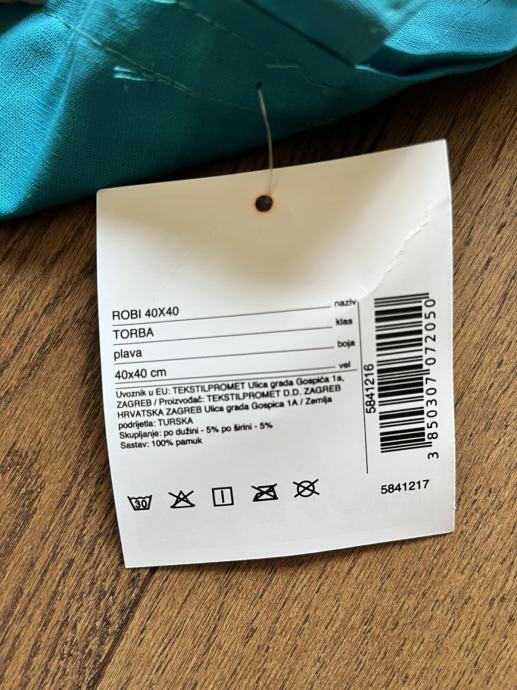 ROBI 40X40 naziv
TORBA klas
plava boja
40x40 cm vel
Uvoznik u EU: TEKSTILPROMET Ulica grada Gospića 1a,
ZAGREB / Proizvođač: TEKSTILPROMET D.D. ZAGREB
HRVATSKA ZAGREB Ulica grada Gospica 1A / Zemlja
podrijetla: TURSKA
Skupljanje: po dužini - 5% po širini - 5%
Sastav: 100% pamuk
30
5841216
3 850307 072050
5841217